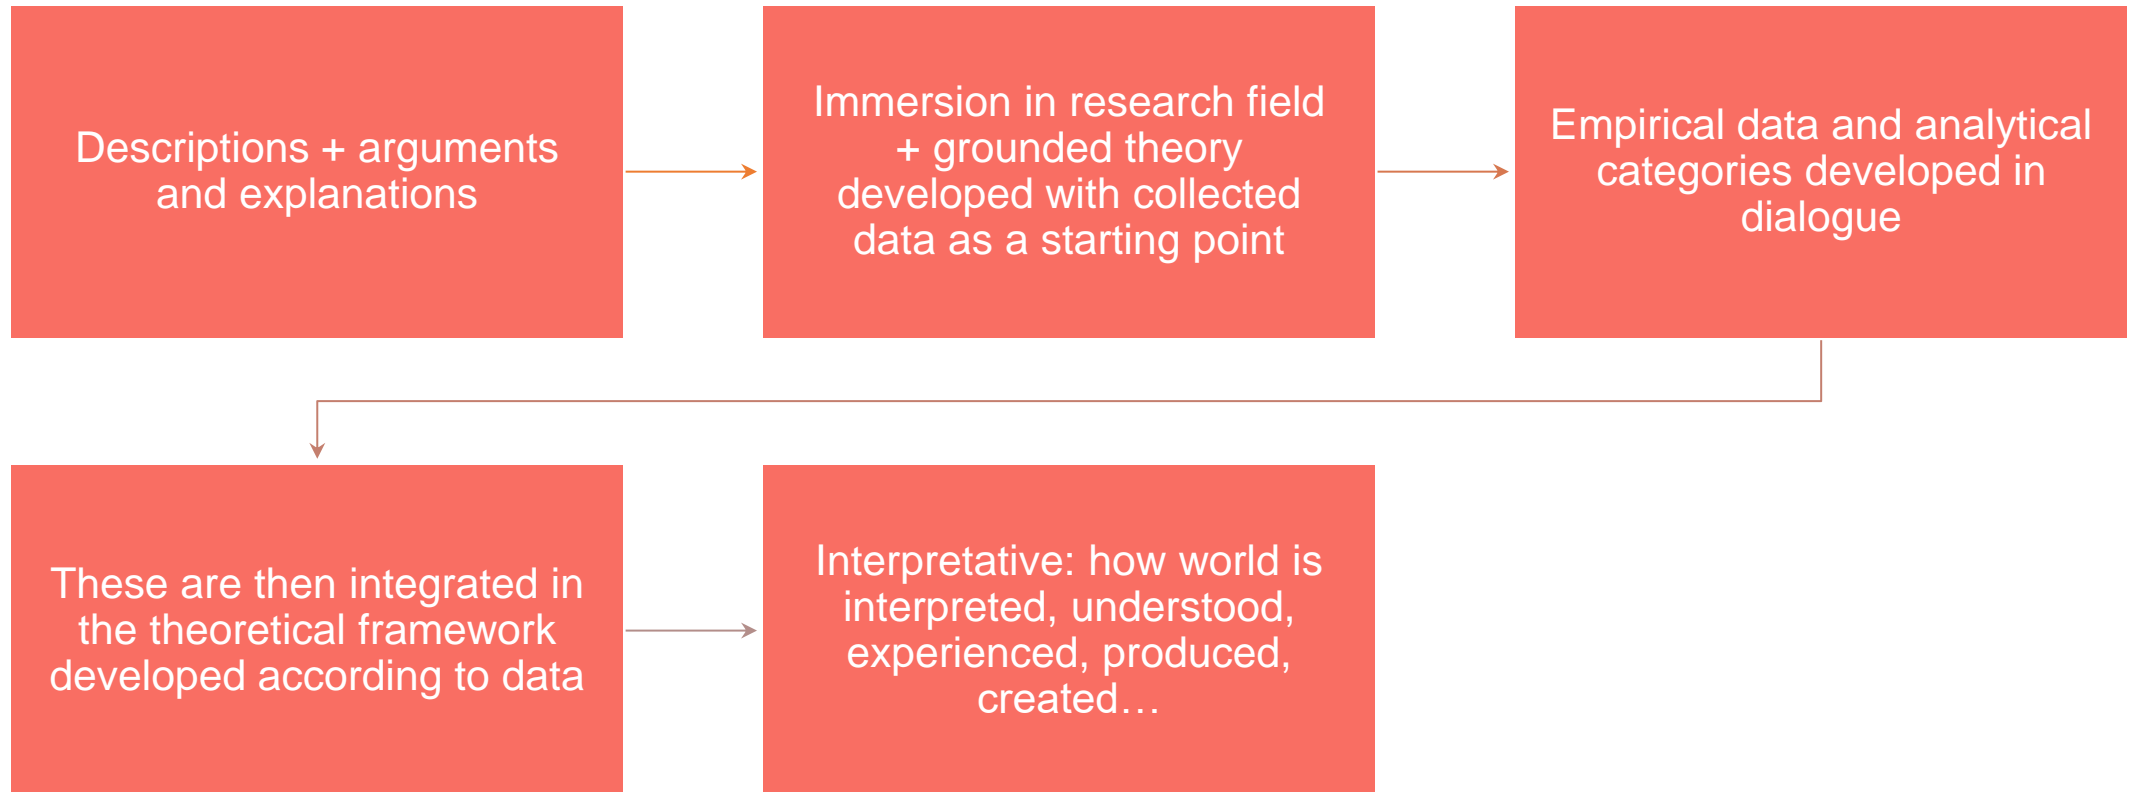 Descriptions + arguments
and explanations
Immersion in research field
+ grounded theory
developed with collected
data as a starting point
Empirical data and analytical
categories developed in
dialogue
These are then integrated in
the theoretical framework
developed according to data
Interpretative: how world is
interpreted, understood,
experienced, produced,
created…